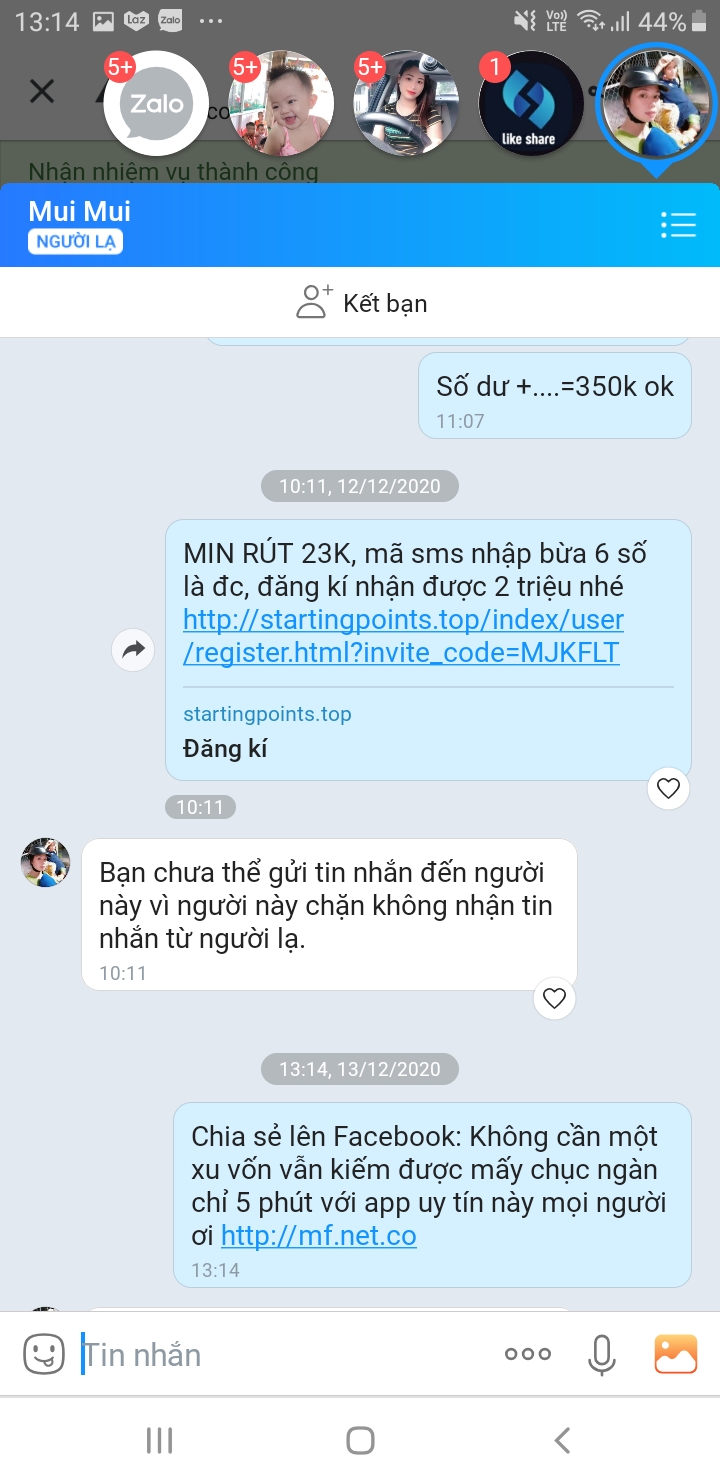 13:14
Laz
Zalo
Vo))
LTE
44%
5+
5+
5+
1
Zalo
like share
co
Nhận nhiệm vụ thành công
Mui Mui
NGƯỜI LẠ
Kết bạn
Số dư +....=350k ok
11:07
10:11, 12/12/2020
MIN RÚT 23K, mã sms nhập bừa 6 số
là đc, đăng kí nhận được 2 triệu nhé
http://startingpoints.top/index/user
/register.html?invite_code=MJKFLT
startingpoints.top
Đăng kí
10:11
Bạn chưa thể gửi tin nhắn đến người
này vì người này chặn không nhận tin
nhắn từ người lạ.
10:11
13:14, 13/12/2020
Chia sẻ lên Facebook: Không cần một
xu vốn vẫn kiếm được mấy chục ngàn
chỉ 5 phút với app uy tín này mọi người
ơi http://mf.net.co
13:14
Tin nhắn